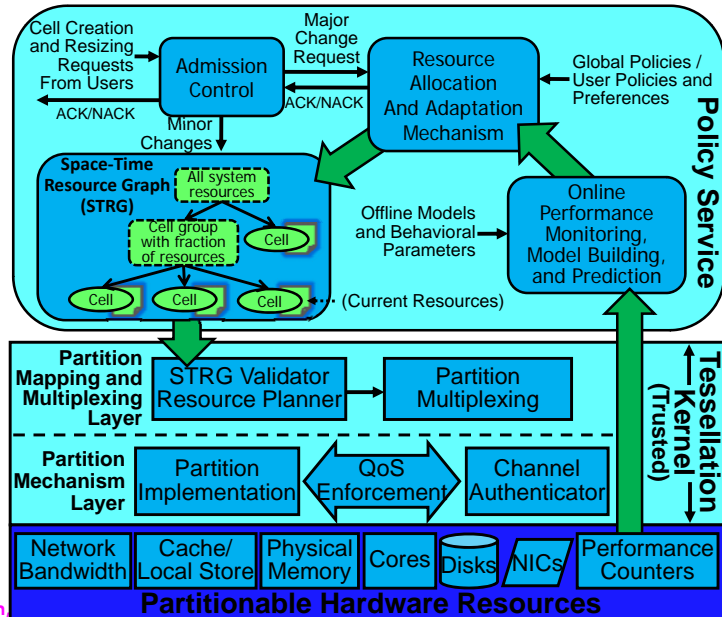 Cell Creation
and Resizing
Requests
From Users
ACK/NACK
Admission
Control
Major
Change
Request
ACK/NACK
Minor
Changes
Resource
Allocation
And Adaptation
Mechanism
Global Policies /
User Policies and
Preferences
Policy Service
Space-Time
Resource Graph
(STRG)
All system
resources
Cell group
with fraction
of resources
Cell
Cell
Cell
Cell
(Current Resources)
Offline Models
and Behavioral
Parameters
Online
Performance
Monitoring,
Model Building,
and Prediction
Partition
Mapping and
Multiplexing
Layer
STRG Validator
Resource Planner
Partition
Multiplexing
Tessellation
Kernel
(Trusted)
Partition
Mechanism
Layer
Partition
Implementation
QoS
Enforcement
Channel
Authenticator
Network
Bandwidth
Cache/
Local Store
Physical
Memory
Cores
Disks
NICs
Performance
Counters
Partitionable Hardware Resources